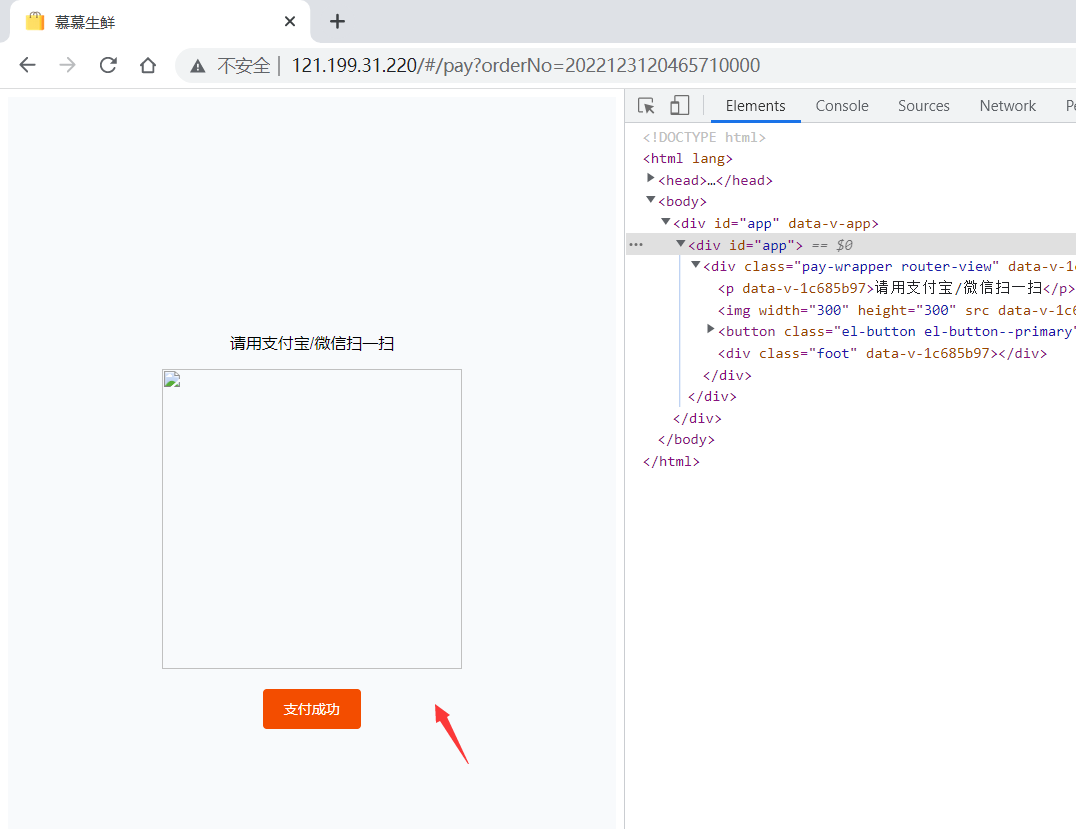 慕慕生鲜
不安全 | 121.199.31.220/#/pay?orderNo=2022123120465710000
请用支付宝/微信扫一扫
支付成功
Elements Console Sources Network Pe
<!DOCTYPE html>
<html lang>
<head>…</head>
<body>
<div id="app" data-v-app>
<div id="app"> == $0
<div class="pay-wrapper router-view" data-v-1c
<p data-v-1c685b97>请用支付宝/微信扫一扫</p>
<img width="300" height="300" src data-v-1c6
<button class="el-button el-button--primary"
<div class="foot" data-v-1c685b97></div>
</div>
</div>
</div>
</body>
</html>